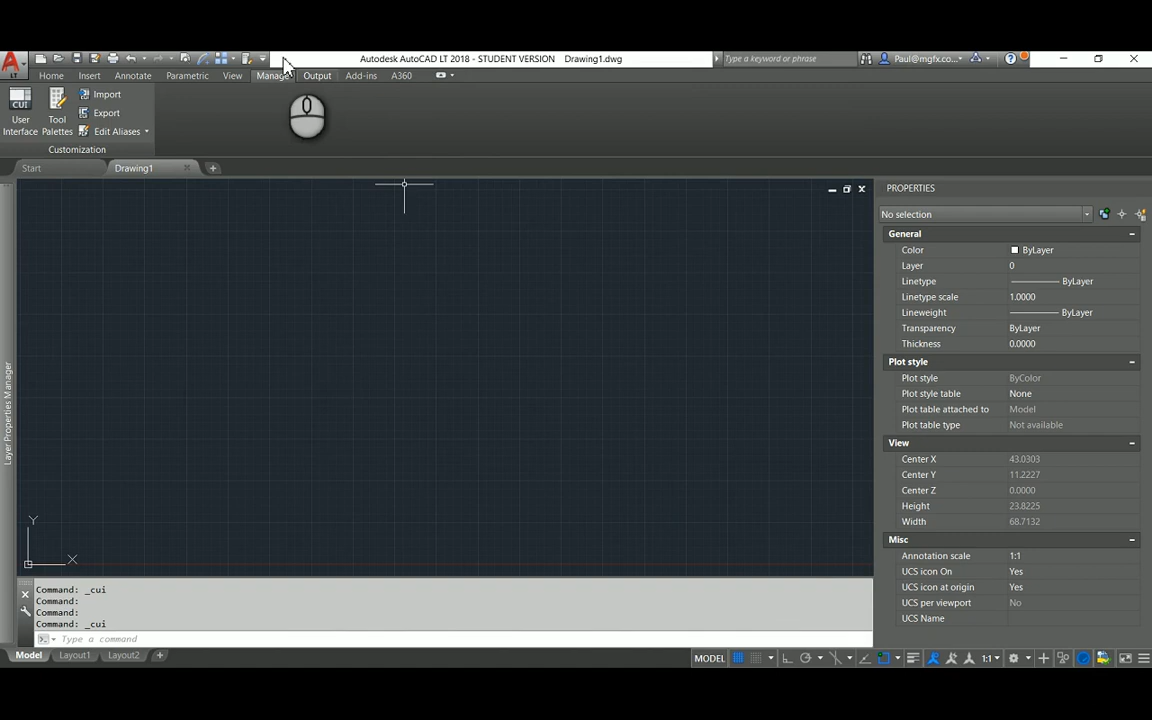 Autodesk AutoCAD LT 2018 - STUDENT VERSION Drawing1.dwg
Type a keyword or phrase
Paul@mgfx.co...
LT
Home Insert Annotate Parametric View Manage Output Add-ins A360
CUI
User Interface
Tool Palettes
Import
Export
Edit Aliases
Customization
Start
Drawing1
PROPERTIES
No selection
General
Color ByLayer
Layer 0
Linetype ByLayer
Linetype scale 1.0000
Lineweight ByLayer
Transparency ByLayer
Thickness 0.0000
Plot style
Plot style ByColor
Plot style table None
Plot table attached to Model
Plot table type Not available
View
Center X 43.0303
Center Y 11.2227
Center Z 0.0000
Height 23.8225
Width 68.7132
Misc
Annotation scale 1:1
UCS icon On Yes
UCS icon at origin Yes
UCS per viewport No
UCS Name
Layer Properties Manager
Y
X
Command: _cui
Command:
Command:
Command: _cui
Type a command
Model Layout1 Layout2
MODEL 1:1